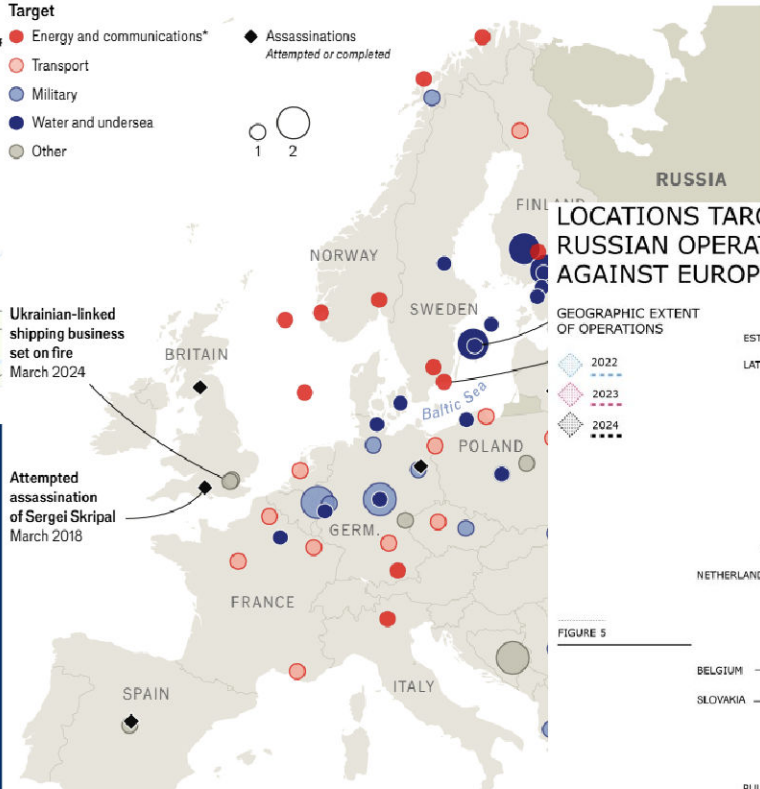 Target
Energy and communications*
Transport
Military
Water and undersea
Other
Assassinations
Attempted or completed
1 2
RUSSIA
FINLAND
NORWAY
SWEDEN
BRITAIN
Baltic Sea
POLAND
GERM.
FRANCE
SPAIN
ITALY
Ukrainian-linked
shipping business
set on fire
March 2024
Attempted
assassination
of Sergei Skripal
March 2018
LOCATIONS TARG
RUSSIAN OPERAT
AGAINST EUROP
GEOGRAPHIC EXTENT
OF OPERATIONS
2022
2023
2024
EST
LAT
NETHERLAND
FIGURE 5
BELGIUM
SLOVAKIA